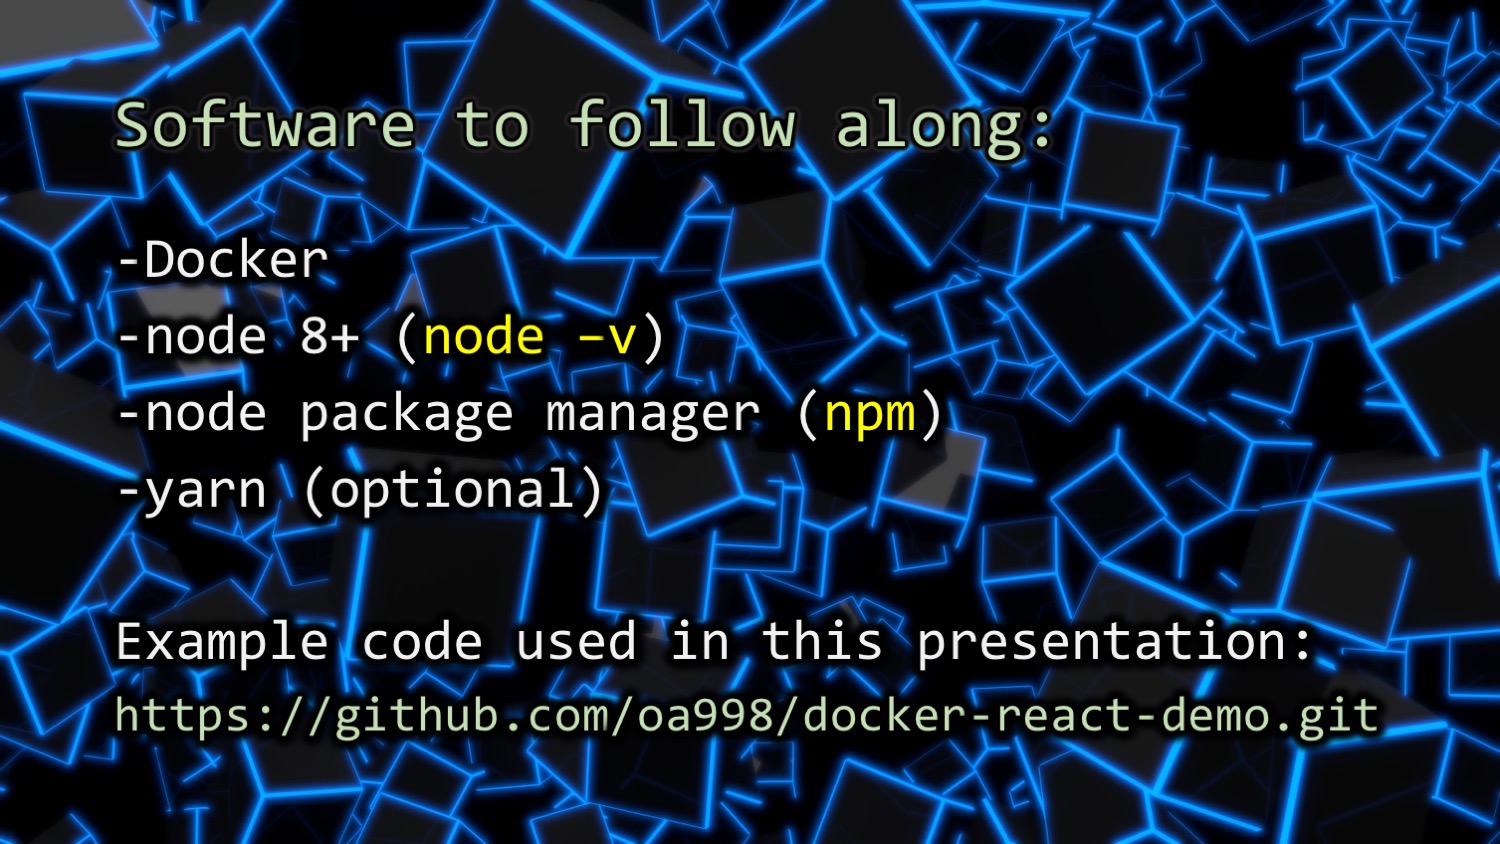 Software to follow along:
-Docker
-node 8+ (node –v)
-node package manager (npm)
-yarn (optional)
Example code used in this presentation:
https://github.com/oa998/docker-react-demo.git